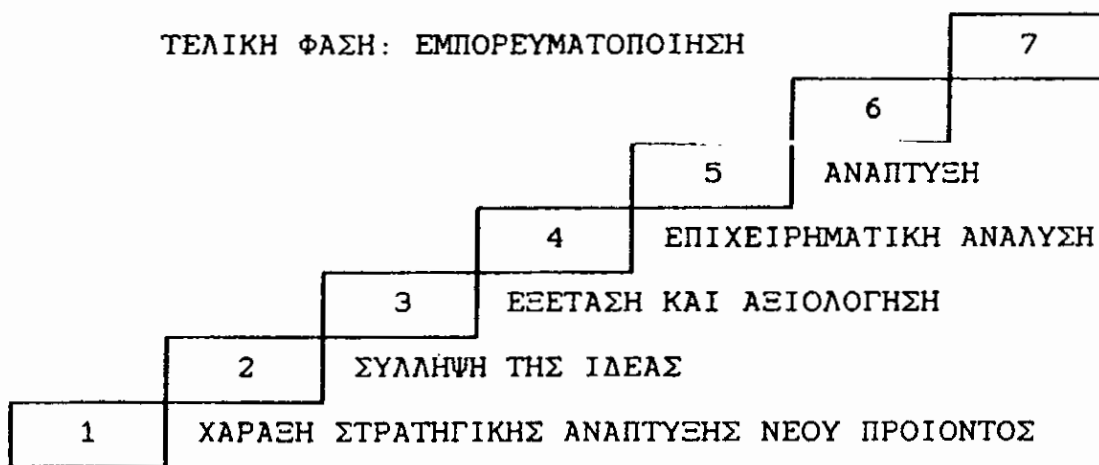 ΤΕΛΙΚΗ ΦΑΣΗ: ΕΜΠΟΡΕΥΜΑΤΟΠΟΙΗΣΗ
7
6
5 ΑΝΑΠΤΥΞΗ
4 ΕΠΙΧΕΙΡΗΜΑΤΙΚΗ ΑΝΑΛΥΣΗ
3 ΕΞΕΤΑΣΗ ΚΑΙ ΑΞΙΟΛΟΓΗΣΗ
2 ΣΥΛΛΗΨΗ ΤΗΣ ΙΔΕΑΣ
1 ΧΑΡΑΞΗ ΣΤΡΑΤΗΓΙΚΗΣ ΑΝΑΠΤΥΞΗΣ ΝΕΟΥ ΠΡΟΙΟΝΤΟΣ